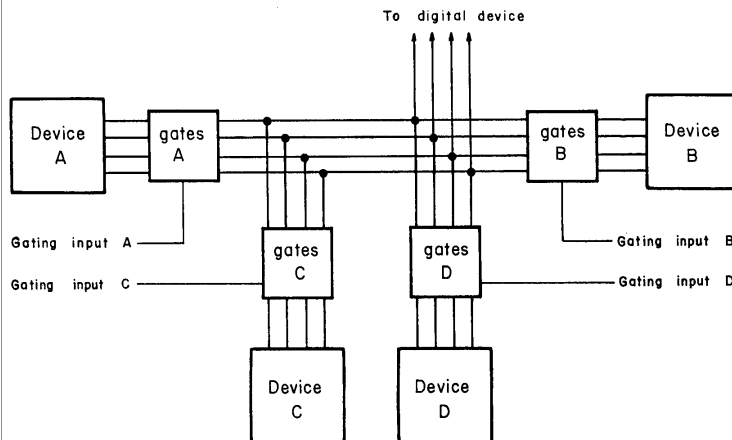 To digital device
Device
A
gates
A
gates
B
Device
B
Gating input A
Gating input B
gates
C
gates
D
Gating input C
Gating input D
Device
C
Device
D